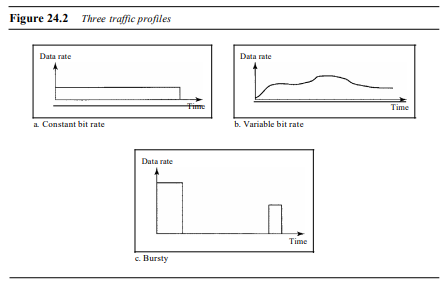 Figure 24.2 Three traffic profiles
Data rate
Time
a. Constant bit rate
Data rate
Time
b. Variable bit rate
Data rate
Time
c. Bursty